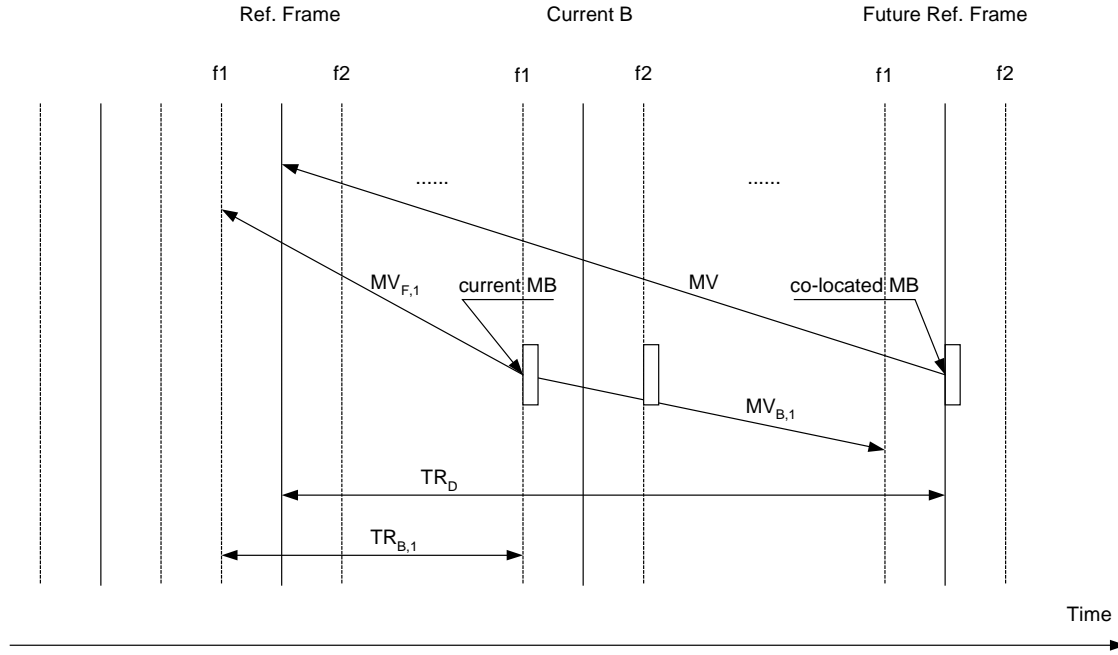 Ref. Frame Current B Future Ref. Frame
f1 f2 f1 f2 f1 f2
...... ......
MV_F,1 current MB MV co-located MB
MV_B,1
TR_D
TR_B,1
Time